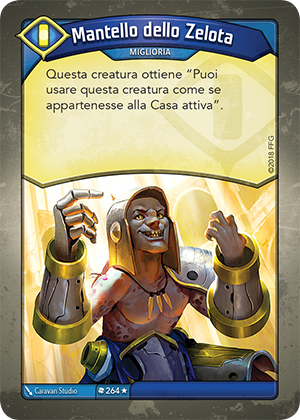 Mantello dello Zelota
MIGLIORIA
Questa creatura ottiene “Puoi
usare questa creatura come se
appartenesse alla Casa attiva”.
©2018 FFG
Caravan Studio
264